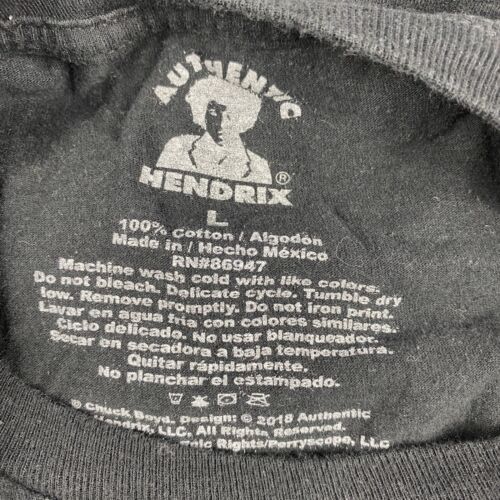 AUTHENTIC
HENDRIX®
L
100% Cotton / Algodón
Made in / Hecho México
RN#86947
Machine wash cold with like colors.
Do not bleach. Delicate cycle. Tumble dry
low. Remove promptly. Do not iron print.
Lavar en agua fría con colores similares.
Ciclo delicado. No usar blanqueador.
Secar en secadora a baja temperatura.
Quitar rápidamente.
No planchar el estampado.
© Chuck Boyd. Design: © 2018 Authentic
Hendrix, LLC. All Rights Reserved.
Rights/Perryscope, LLC